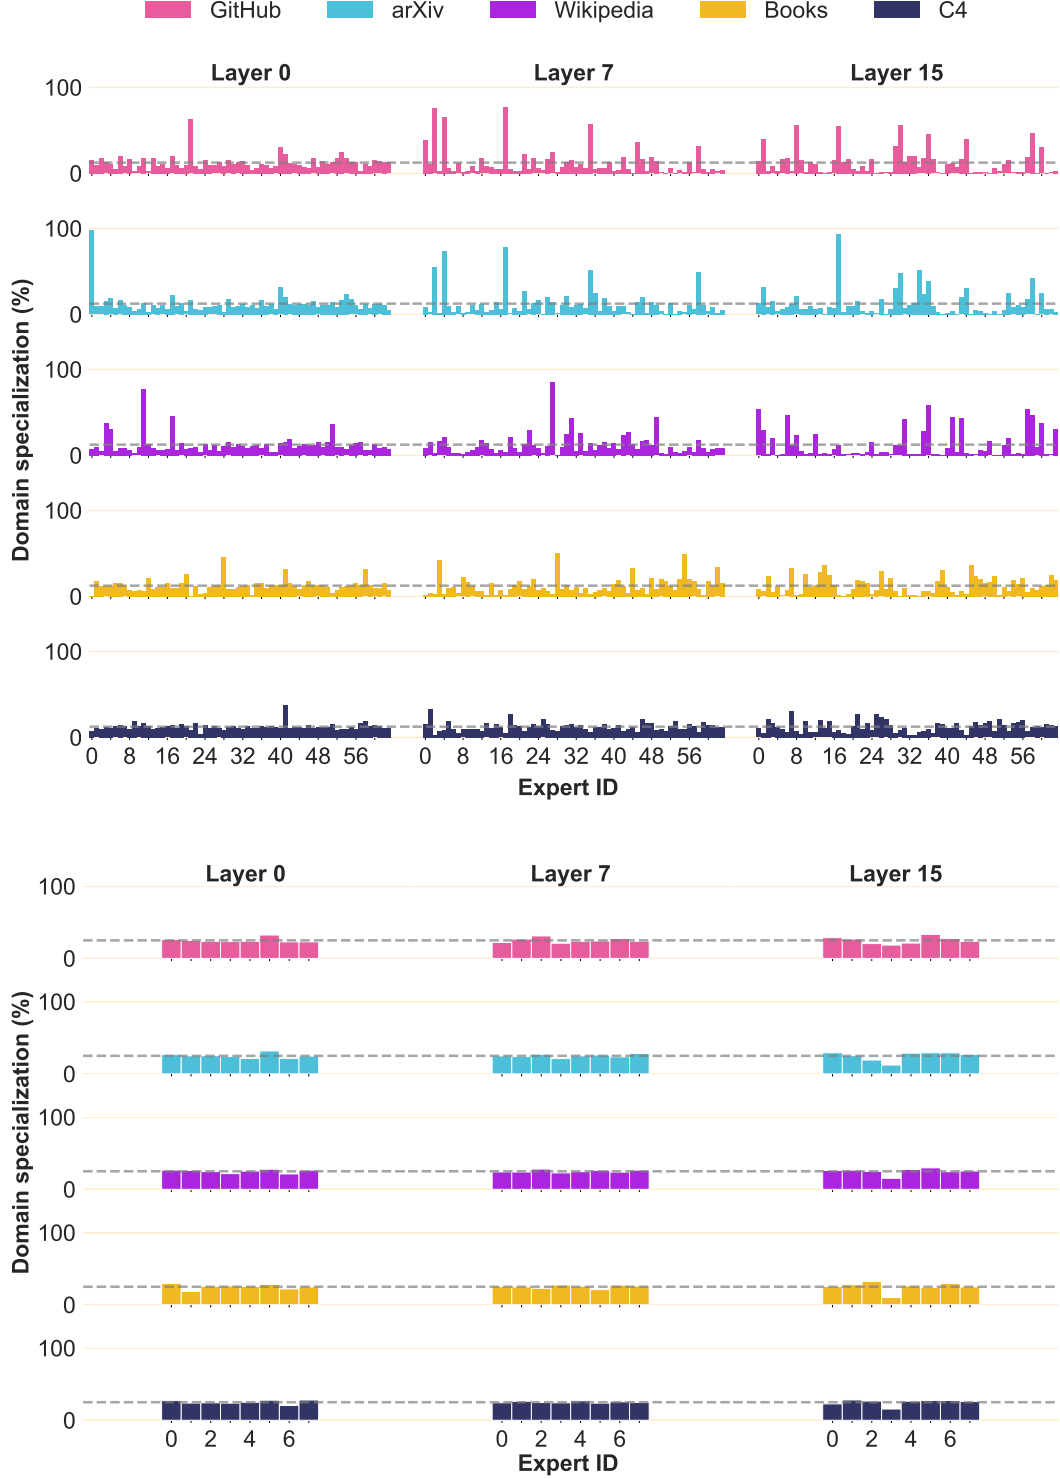 GitHub arXiv Wikipedia Books C4
Layer 0 Layer 7 Layer 15
100
0
100
0
100
0
100
0
100
0
Domain specialization (%)
0 8 16 24 32 40 48 56 0 8 16 24 32 40 48 56 0 8 16 24 32 40 48 56
Expert ID
Layer 0 Layer 7 Layer 15
100
0
100
0
100
0
100
0
100
0
Domain specialization (%)
0 2 4 6 0 2 4 6 0 2 4 6
Expert ID